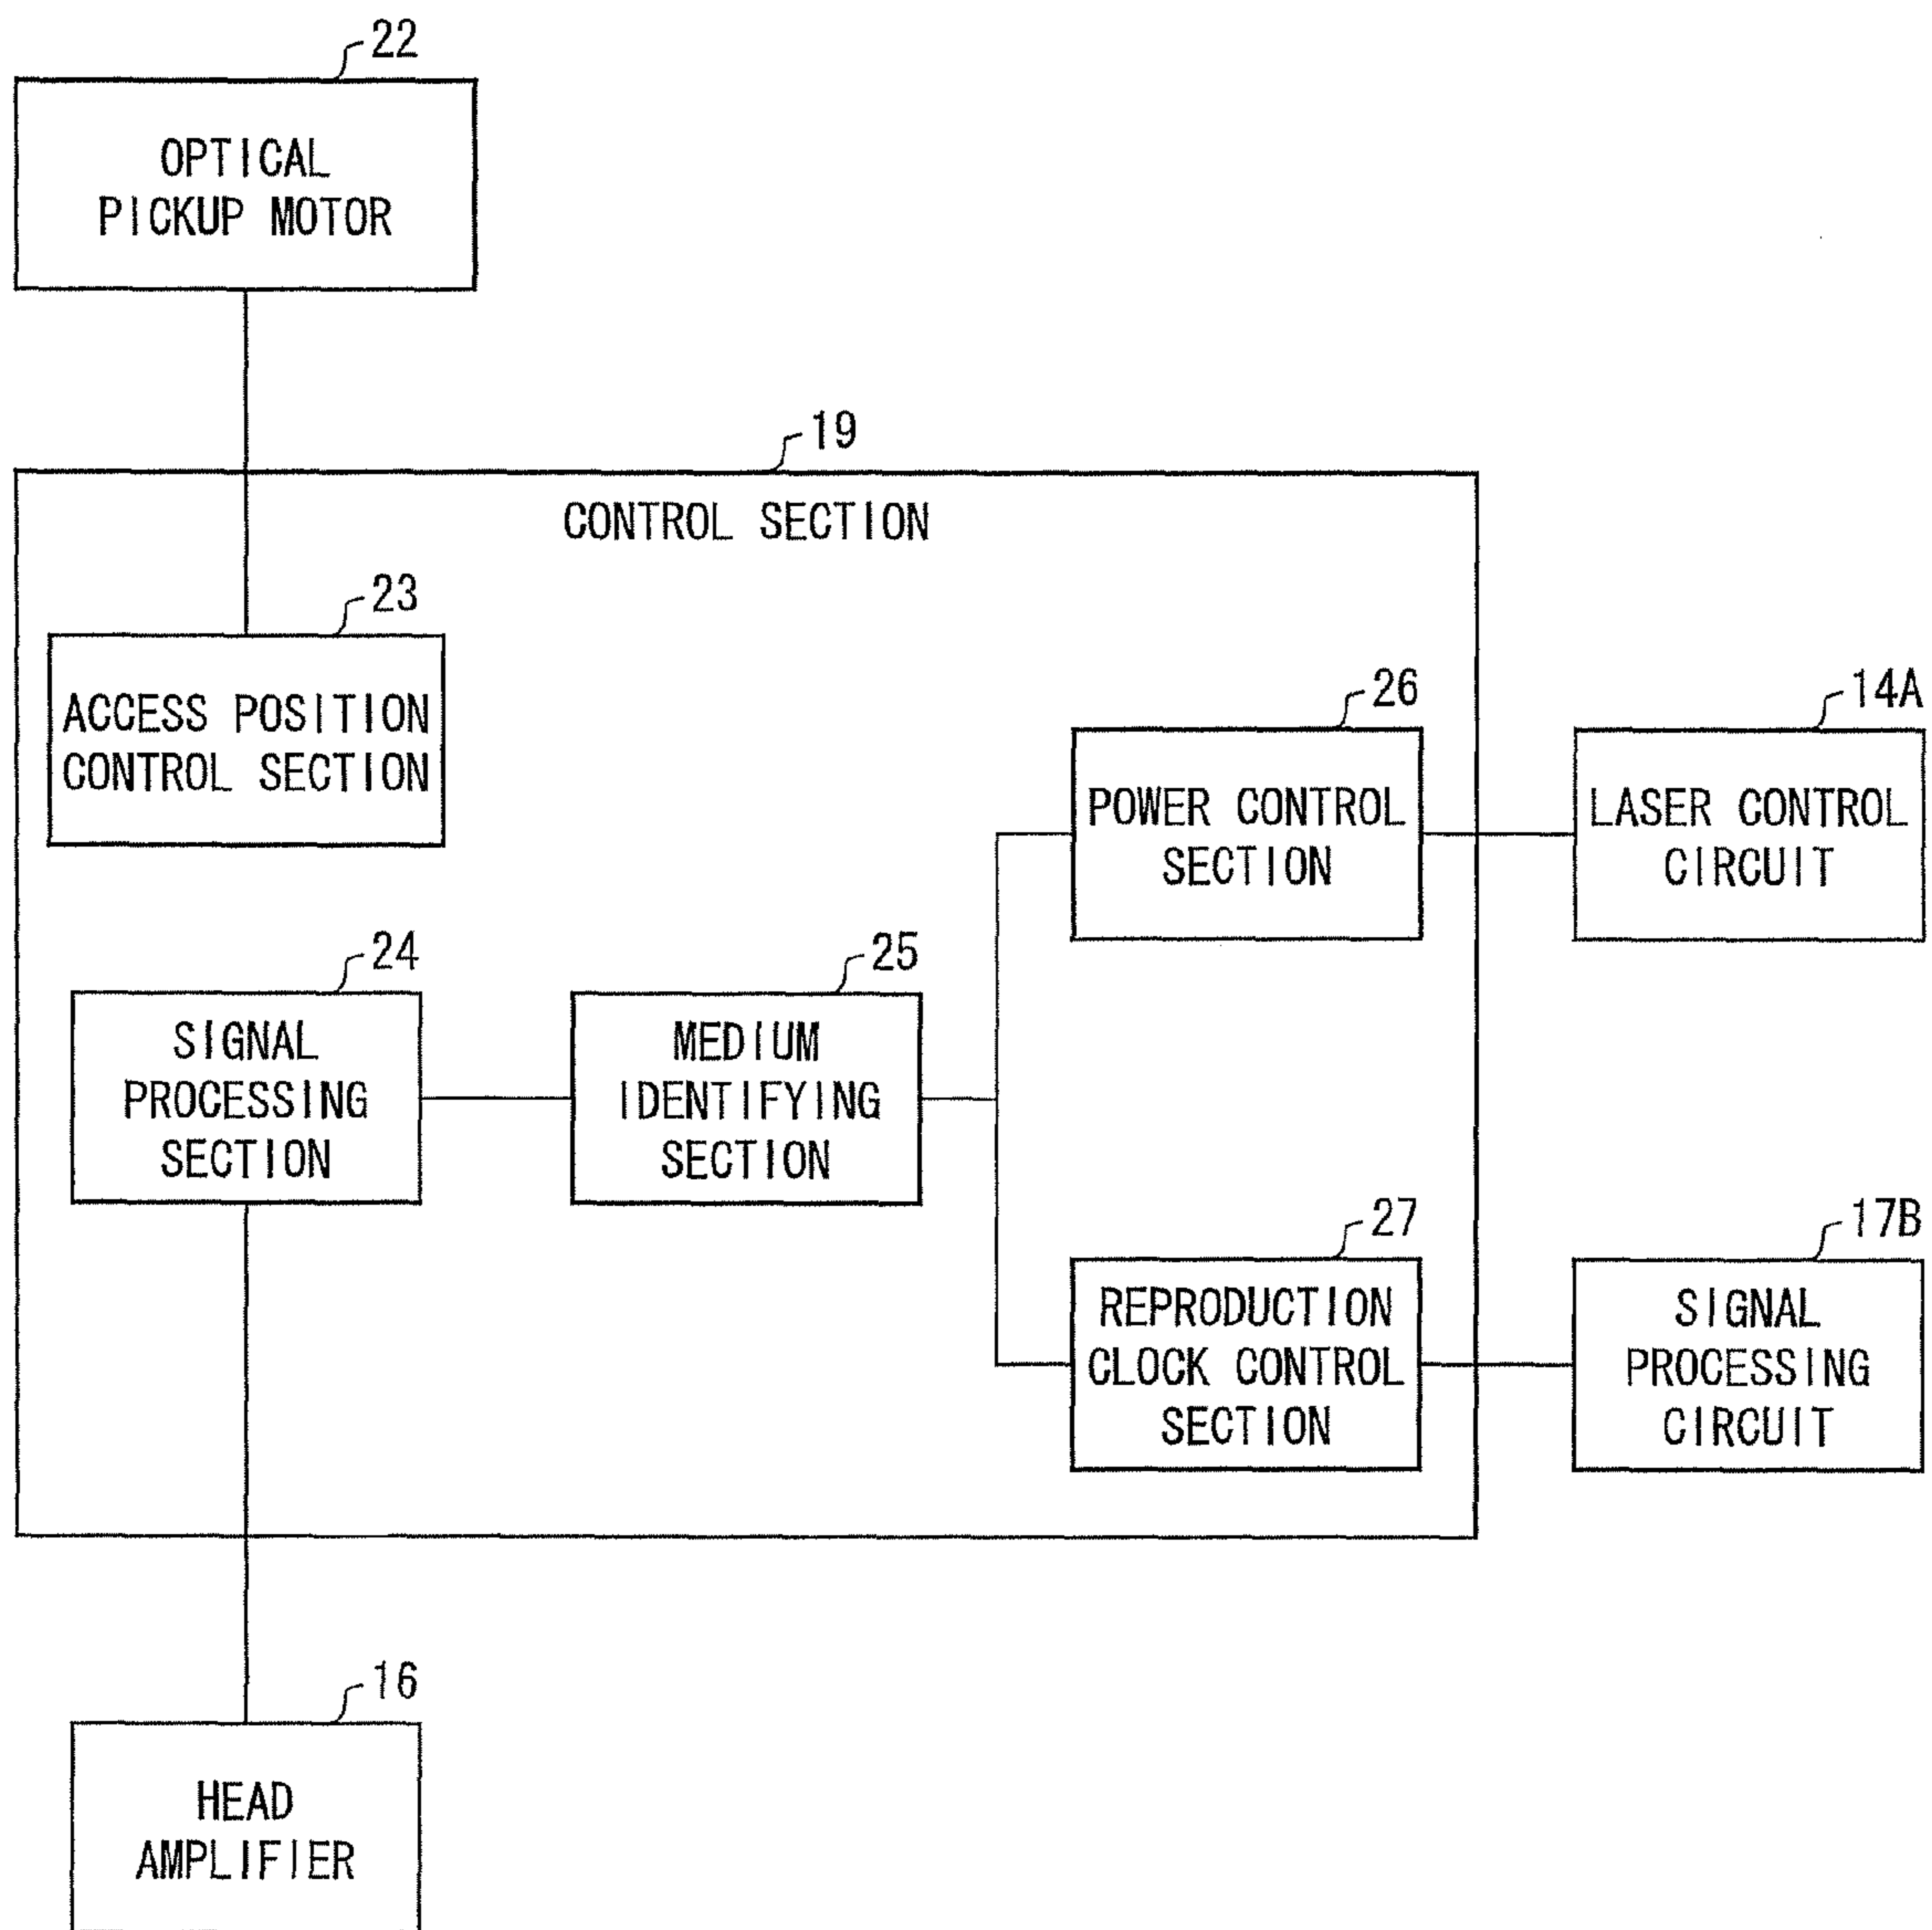 22
OPTICAL
PICKUP MOTOR
19
CONTROL SECTION
23
ACCESS POSITION
CONTROL SECTION
26
POWER CONTROL
SECTION
14A
LASER CONTROL
CIRCUIT
24
SIGNAL
PROCESSING
SECTION
25
MEDIUM
IDENTIFYING
SECTION
27
REPRODUCTION
CLOCK CONTROL
SECTION
17B
SIGNAL
PROCESSING
CIRCUIT
16
HEAD
AMPLIFIER